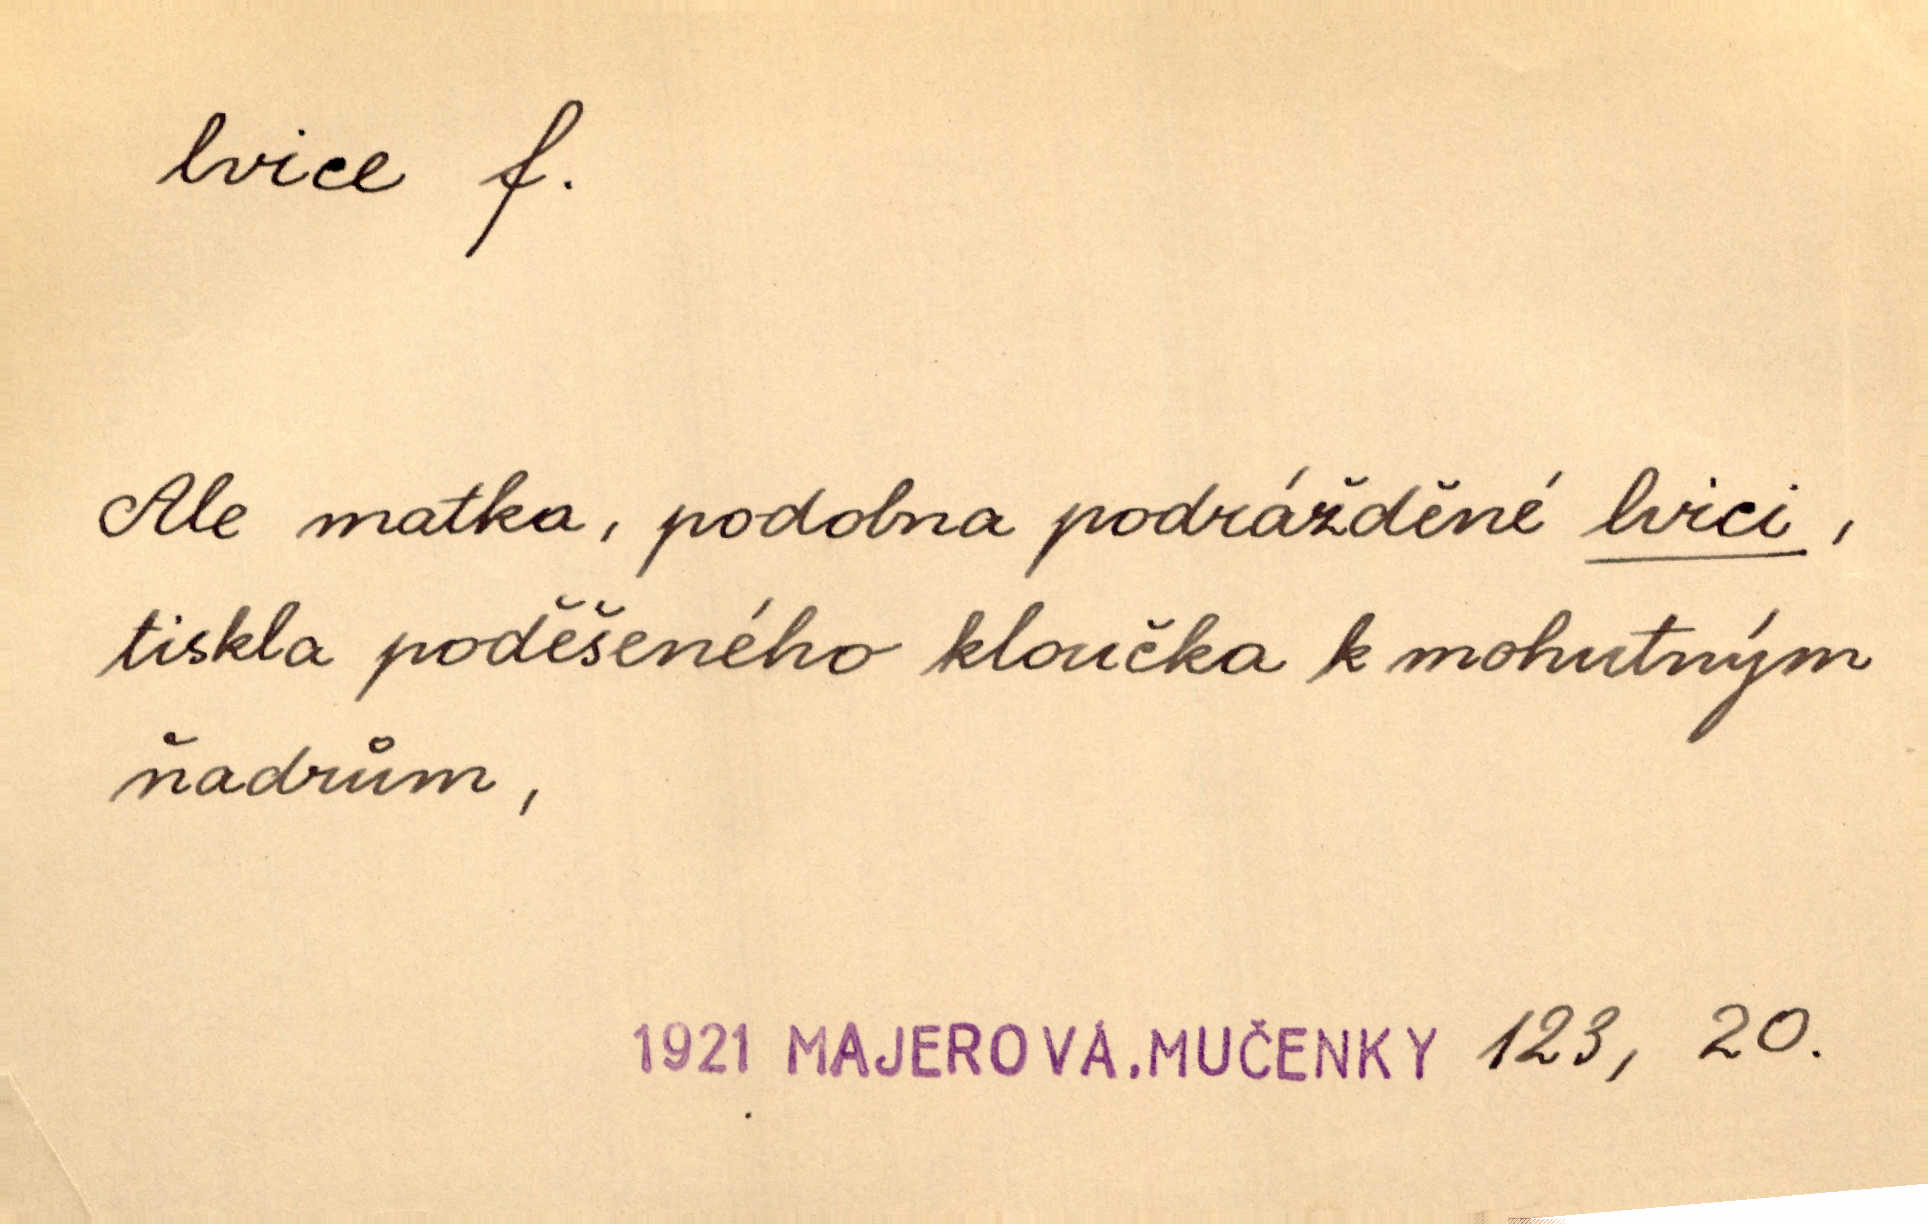 lvice f.
Ale matka, podobna podrážděné lvici,
tiskla poděšeného kloučka k mohutným
ňadrům,
1921 MAJEROVÁ.MUČENKY 123, 20.